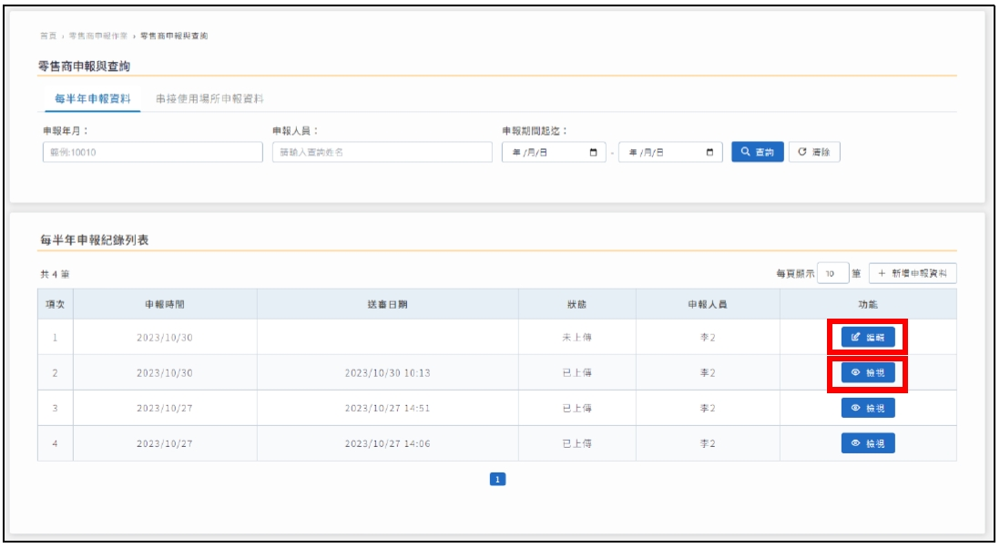 首頁 › 零售商申報作業 › 零售商申報與查詢
零售商申報與查詢
每半年申報資料 串接使用場所申報資料
申報年月： 申報人員： 申報期間起迄：
範例:10010 請輸入查詢姓名 年/月/日 - 年/月/日 查詢 清除
每半年申報紀錄列表
共 4 筆 每頁顯示 10 筆 + 新增申報資料
項次 申報時間 送審日期 狀態 申報人員 功能
1 2023/10/30 未上傳 李2 編輯
2 2023/10/30 2023/10/30 10:13 已上傳 李2 檢視
3 2023/10/27 2023/10/27 14:51 已上傳 李2 檢視
4 2023/10/27 2023/10/27 14:06 已上傳 李2 檢視
1